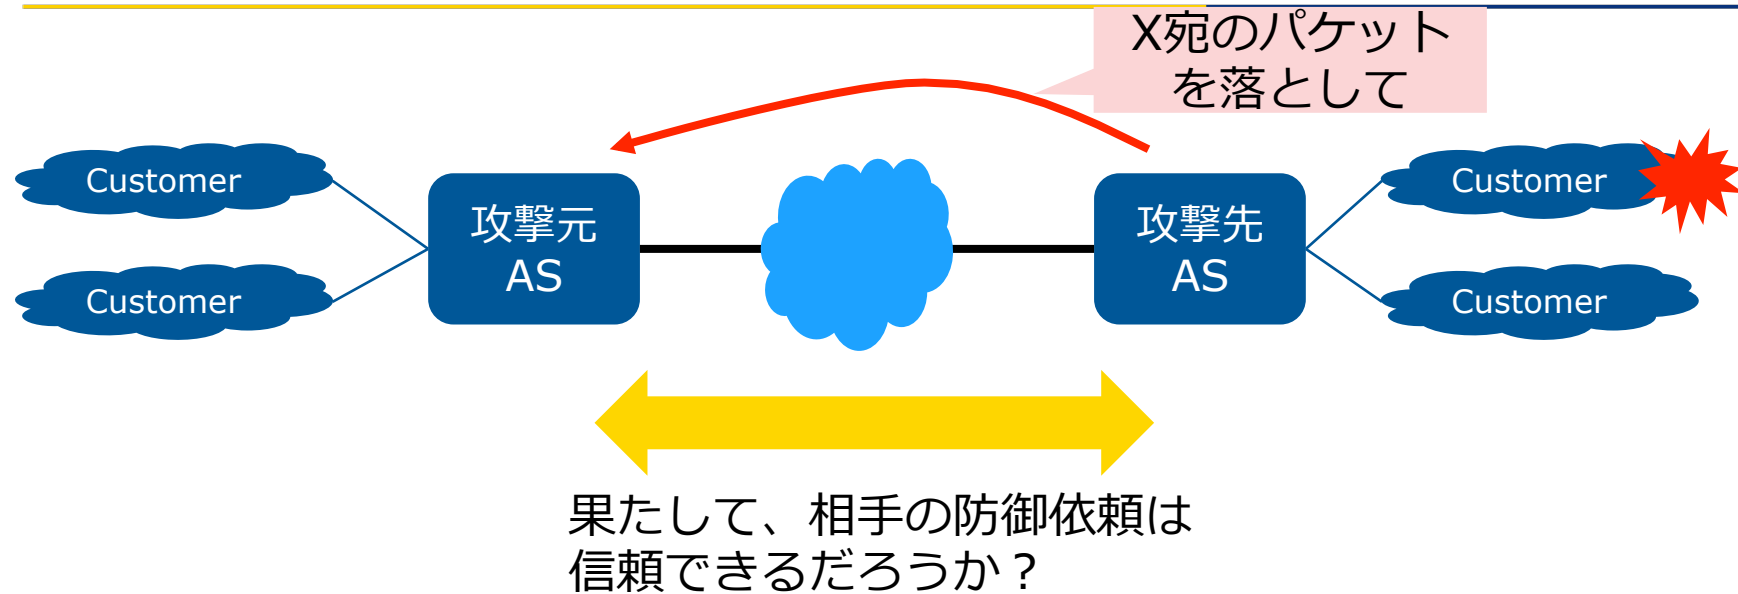 X宛のパケット
を落として
Customer
Customer
攻撃元
AS
攻撃先
AS
Customer
Customer
果たして、相手の防御依頼は
信頼できるだろうか？